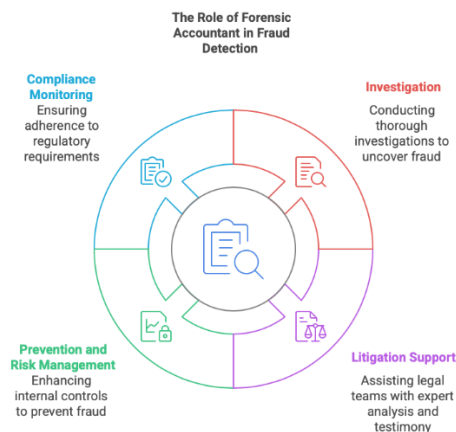 The Role of Forensic
Accountant in Fraud
Detection
Compliance
Monitoring
Ensuring
adherence to
regulatory
requirements
Investigation
Conducting
thorough
investigations to
uncover fraud
Prevention and
Risk Management
Enhancing
internal controls
to prevent fraud
Litigation Support
Assisting legal
teams with expert
analysis and
testimony